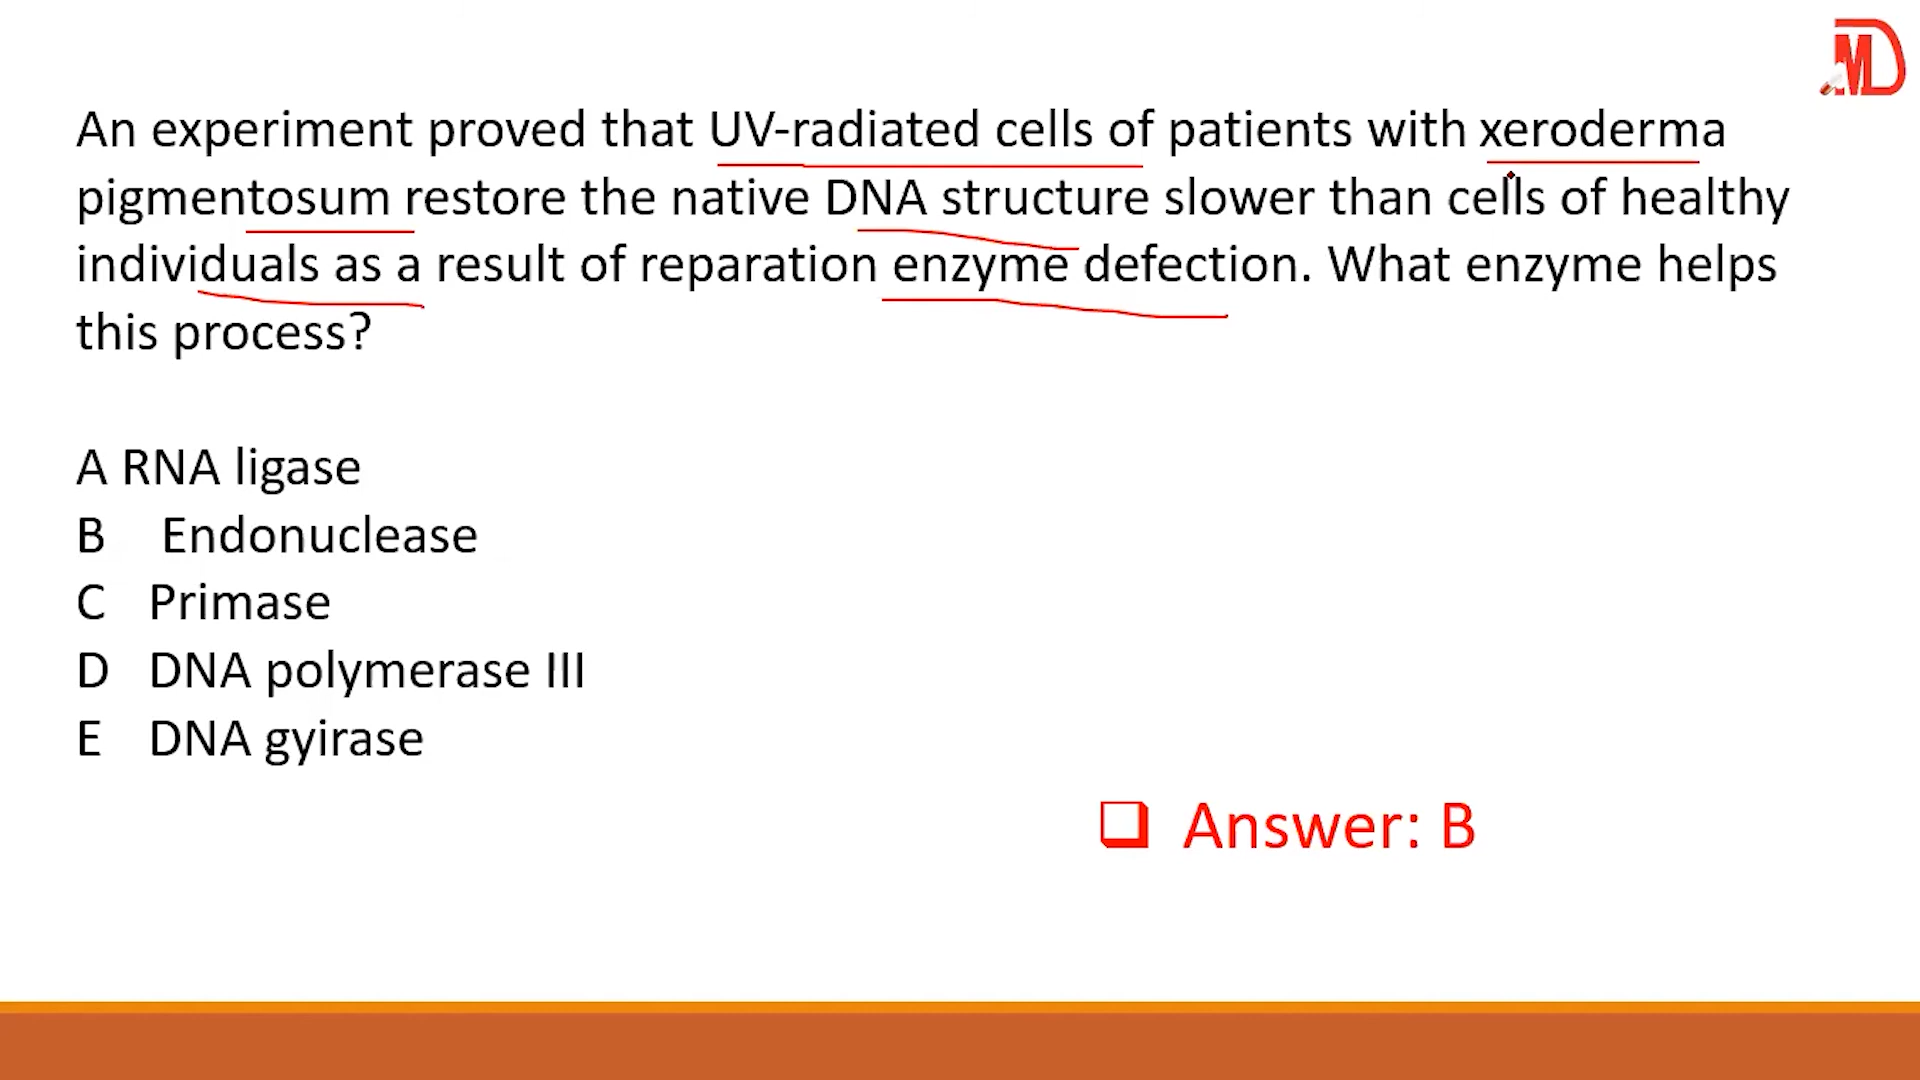 MD
An experiment proved that UV-radiated cells of patients with xeroderma
pigmentosum restore the native DNA structure slower than cells of healthy
individuals as a result of reparation enzyme defection. What enzyme helps
this process?
A RNA ligase
B Endonuclease
C Primase
D DNA polymerase III
E DNA gyirase
❑ Answer: B